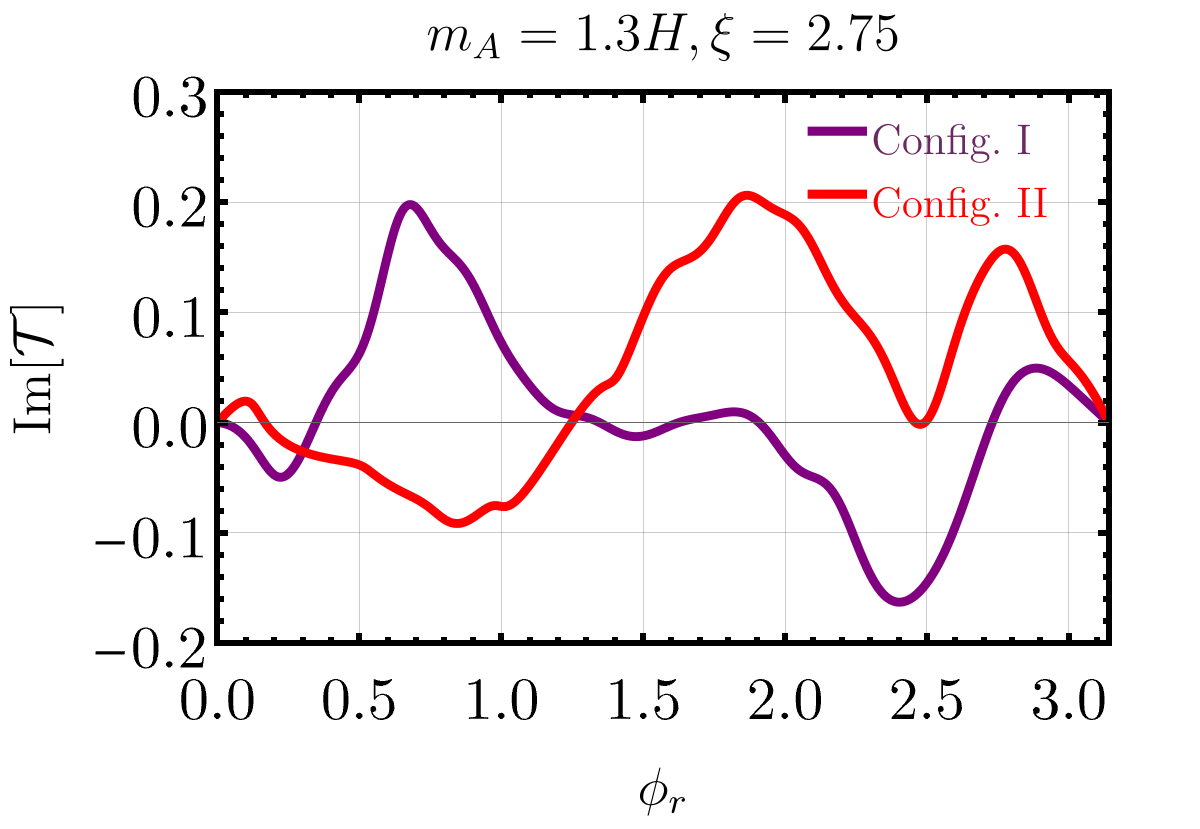 m_A = 1.3H, ξ = 2.75
Config. I
Config. II
Im[𝒯]
0.3
0.2
0.1
0.0
−0.1
−0.2
0.0 0.5 1.0 1.5 2.0 2.5 3.0
ϕ_r